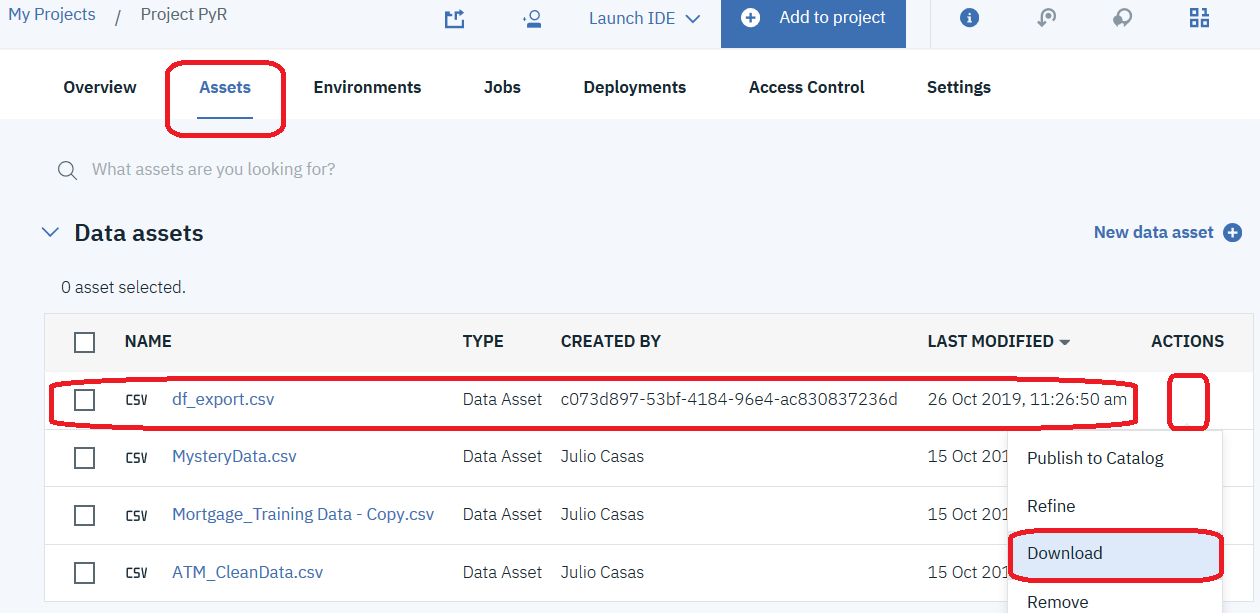 My Projects / Project PyR Launch IDE Add to project
Overview Assets Environments Jobs Deployments Access Control Settings
What assets are you looking for?
Data assets New data asset
0 asset selected.
NAME TYPE CREATED BY LAST MODIFIED ACTIONS
CSV df_export.csv Data Asset c073d897-53bf-4184-96e4-ac830837236d 26 Oct 2019, 11:26:50 am
CSV MysteryData.csv Data Asset Julio Casas 15 Oct 201
Publish to Catalog
Refine
CSV Mortgage_Training Data - Copy.csv Data Asset Julio Casas 15 Oct 201
Download
CSV ATM_CleanData.csv Data Asset Julio Casas 15 Oct 201
Remove